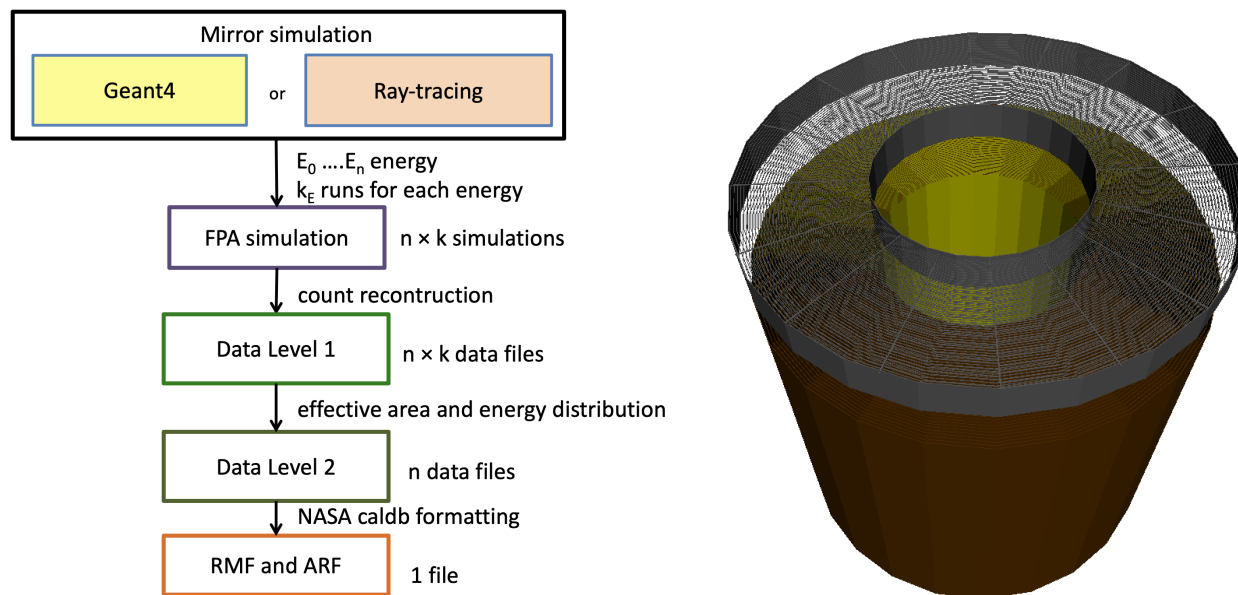 Mirror simulation
Geant4
or
Ray-tracing
E₀ ....Eₙ energy
k_E runs for each energy
FPA simulation
n × k simulations
count recontruction
Data Level 1
n × k data files
effective area and energy distribution
Data Level 2
n data files
NASA caldb formatting
RMF and ARF
1 file